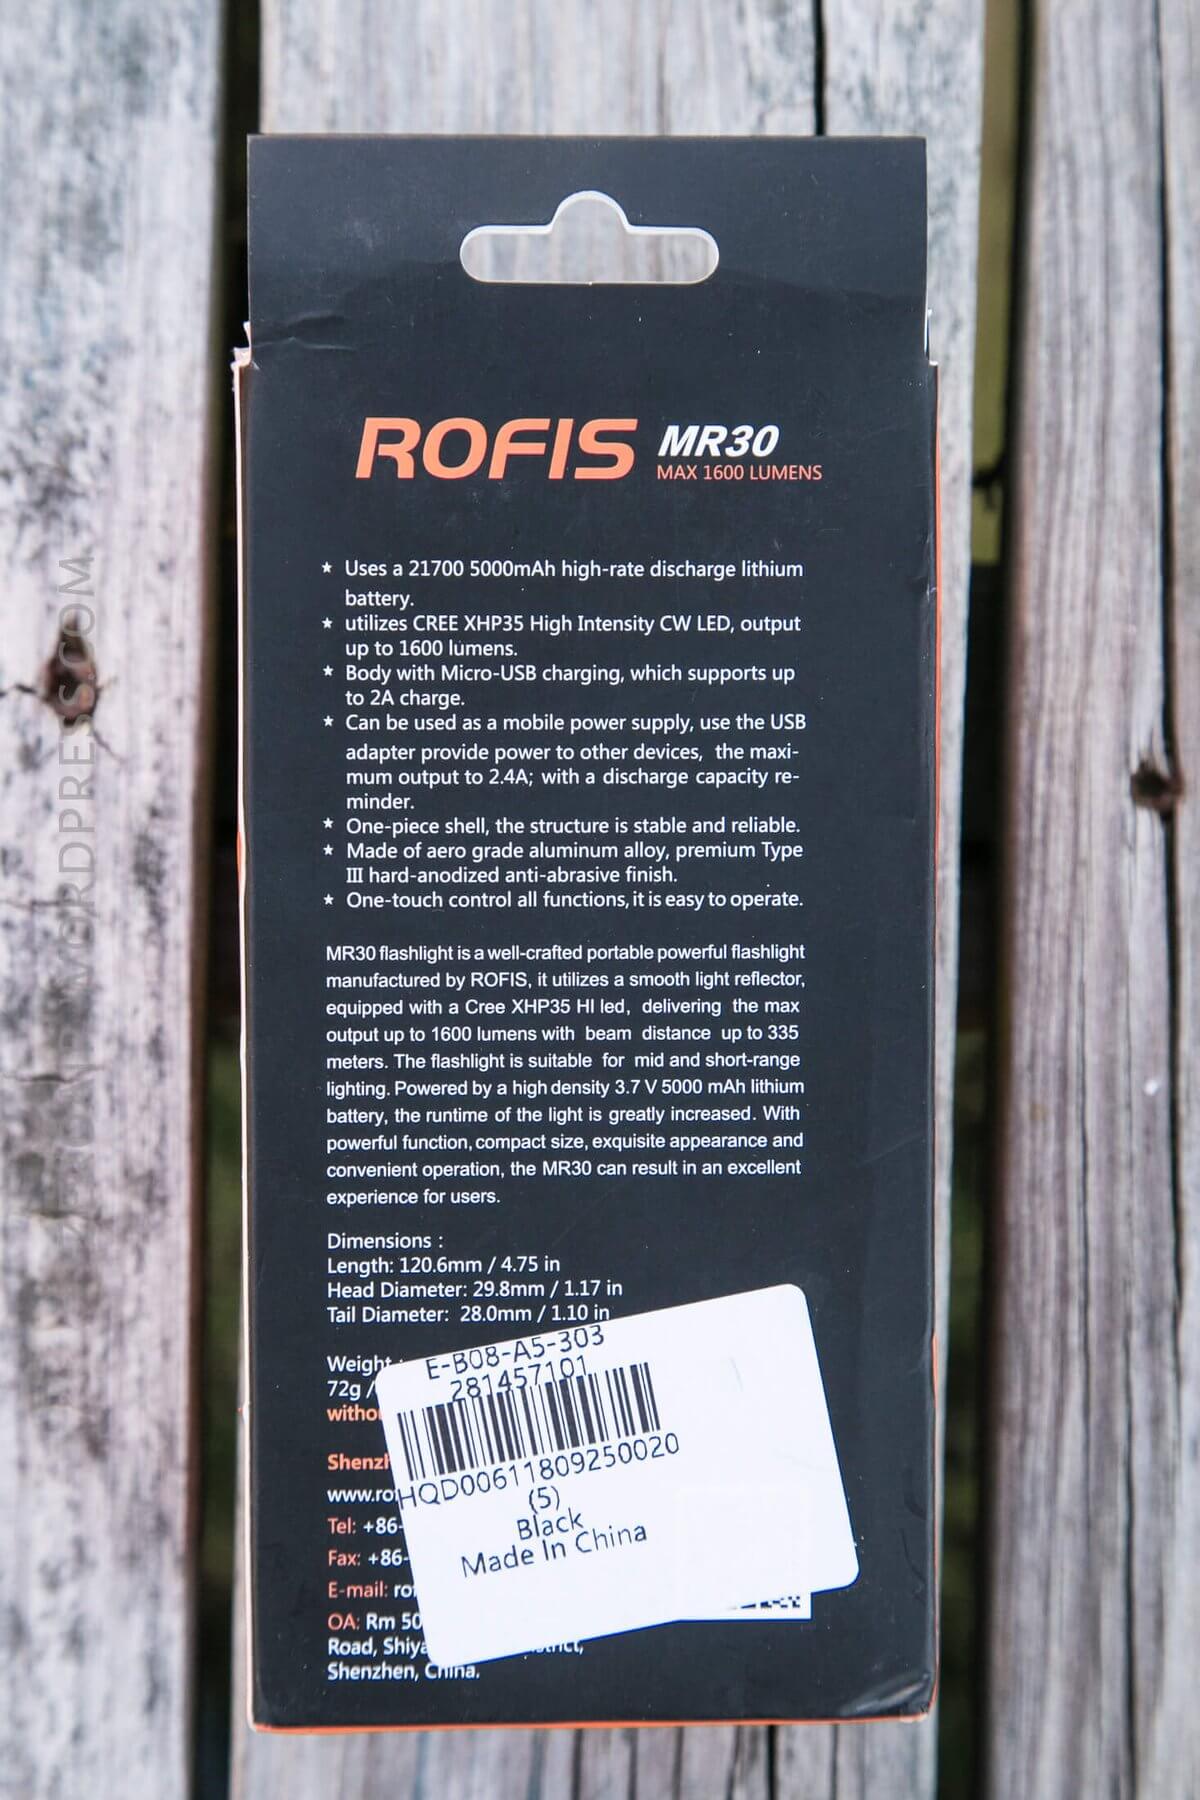 ROFIS MR30
MAX 1600 LUMENS
★ Uses a 21700 5000mAh high-rate discharge lithium
battery.
★ utilizes CREE XHP35 High Intensity CW LED, output
up to 1600 lumens.
★ Body with Micro-USB charging, which supports up
to 2A charge.
★ Can be used as a mobile power supply, use the USB
adapter provide power to other devices, the maxi-
mum output to 2.4A; with a discharge capacity re-
minder.
★ One-piece shell, the structure is stable and reliable.
★ Made of aero grade aluminum alloy, premium Type
III hard-anodized anti-abrasive finish.
★ One-touch control all functions, it is easy to operate.
MR30 flashlight is a well-crafted portable powerful flashlight
manufactured by ROFIS, it utilizes a smooth light reflector,
equipped with a Cree XHP35 HI led, delivering the max
output up to 1600 lumens with beam distance up to 335
meters. The flashlight is suitable for mid and short-range
lighting. Powered by a high density 3.7 V 5000 mAh lithium
battery, the runtime of the light is greatly increased. With
powerful function, compact size, exquisite appearance and
convenient operation, the MR30 can result in an excellent
experience for users.
Dimensions :
Length: 120.6mm / 4.75 in
Head Diameter: 29.8mm / 1.17 in
Tail Diameter: 28.0mm / 1.10 in
Weight :
72g /
E-B08-A5-303
281457101
HQD00611809250020
(5)
Black
Made In China
Tel: +86-
Fax: +86-
E-mail:
OA: Rm 50
Road,
Shenzhen, China.